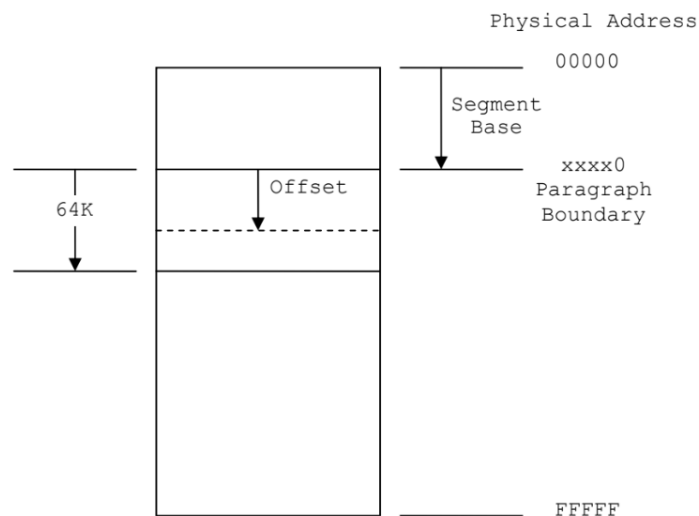 Physical Address
00000
Segment
Base
xxxx0
Paragraph
Boundary
Offset
64K
FFFFF